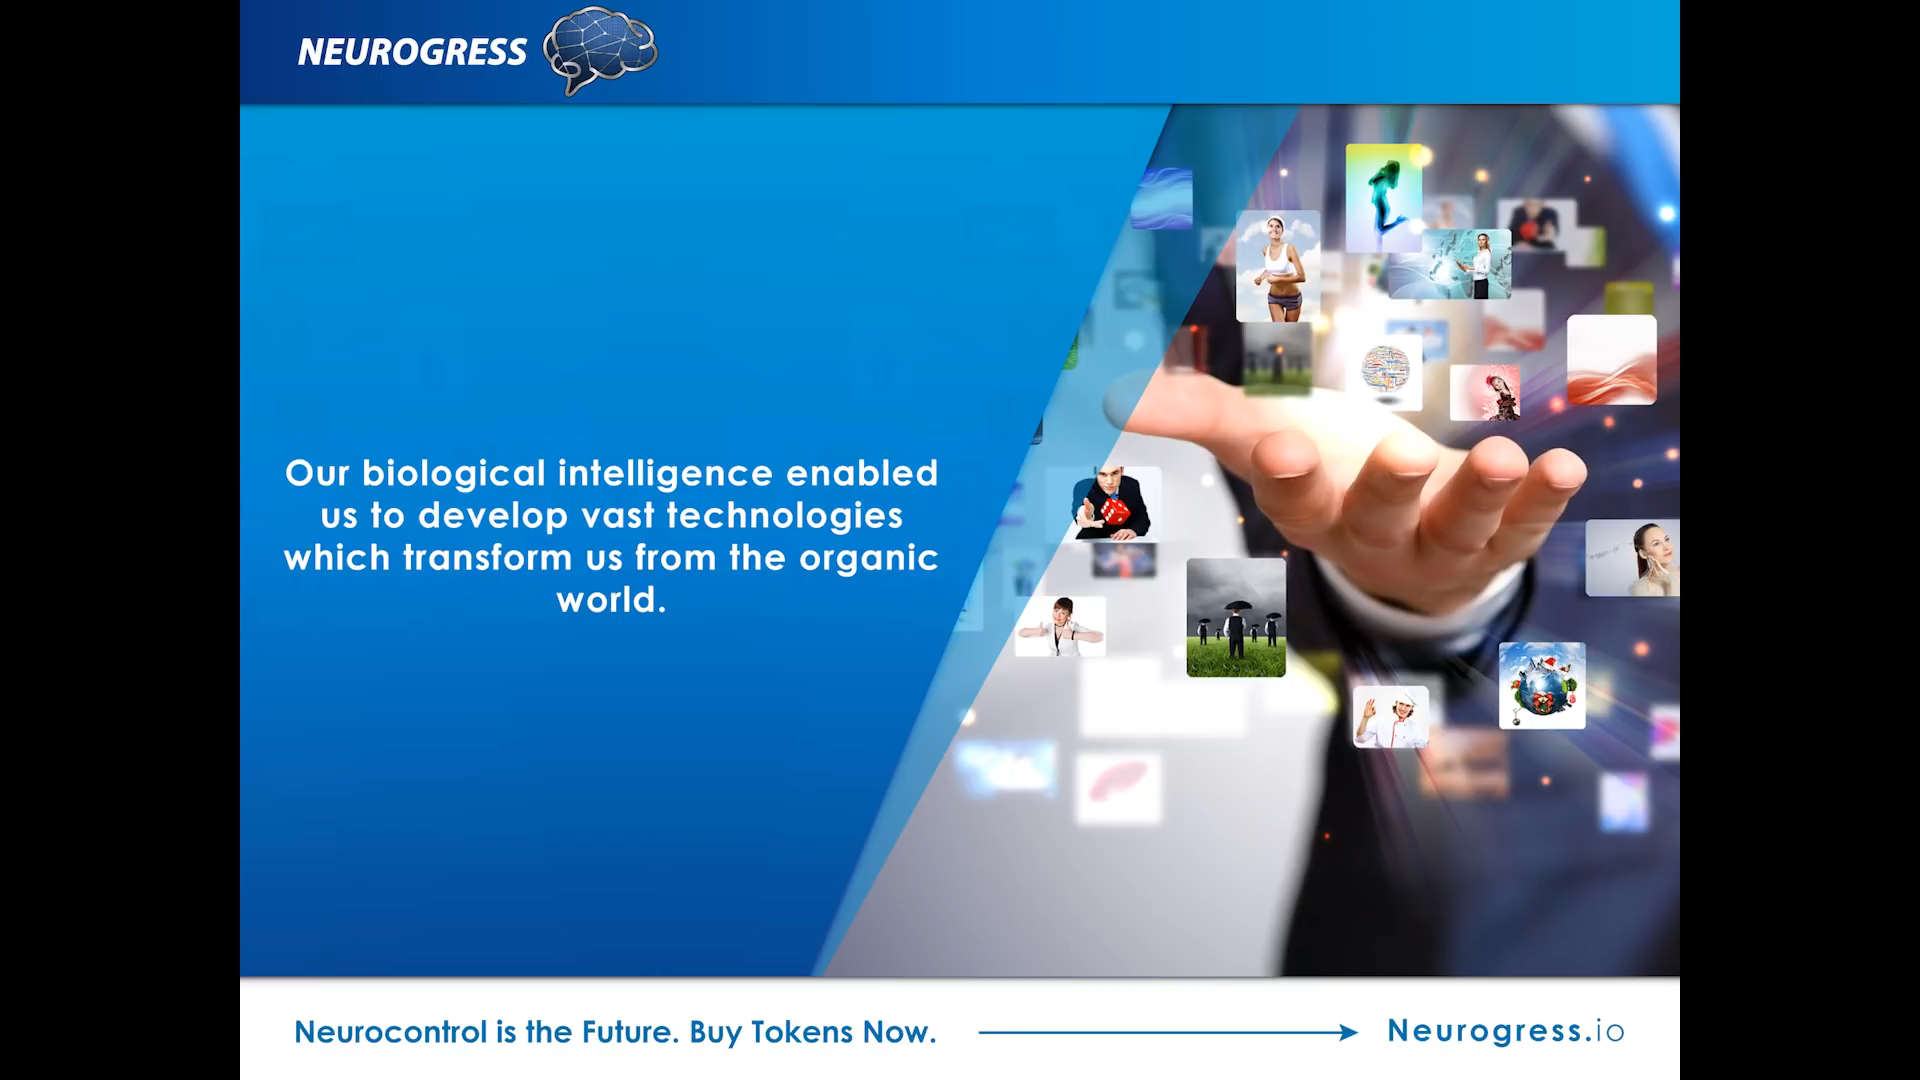 NEUROGRESS
Our biological intelligence enabled
us to develop vast technologies
which transform us from the organic
world.
Neurocontrol is the Future. Buy Tokens Now.
Neurogress.io